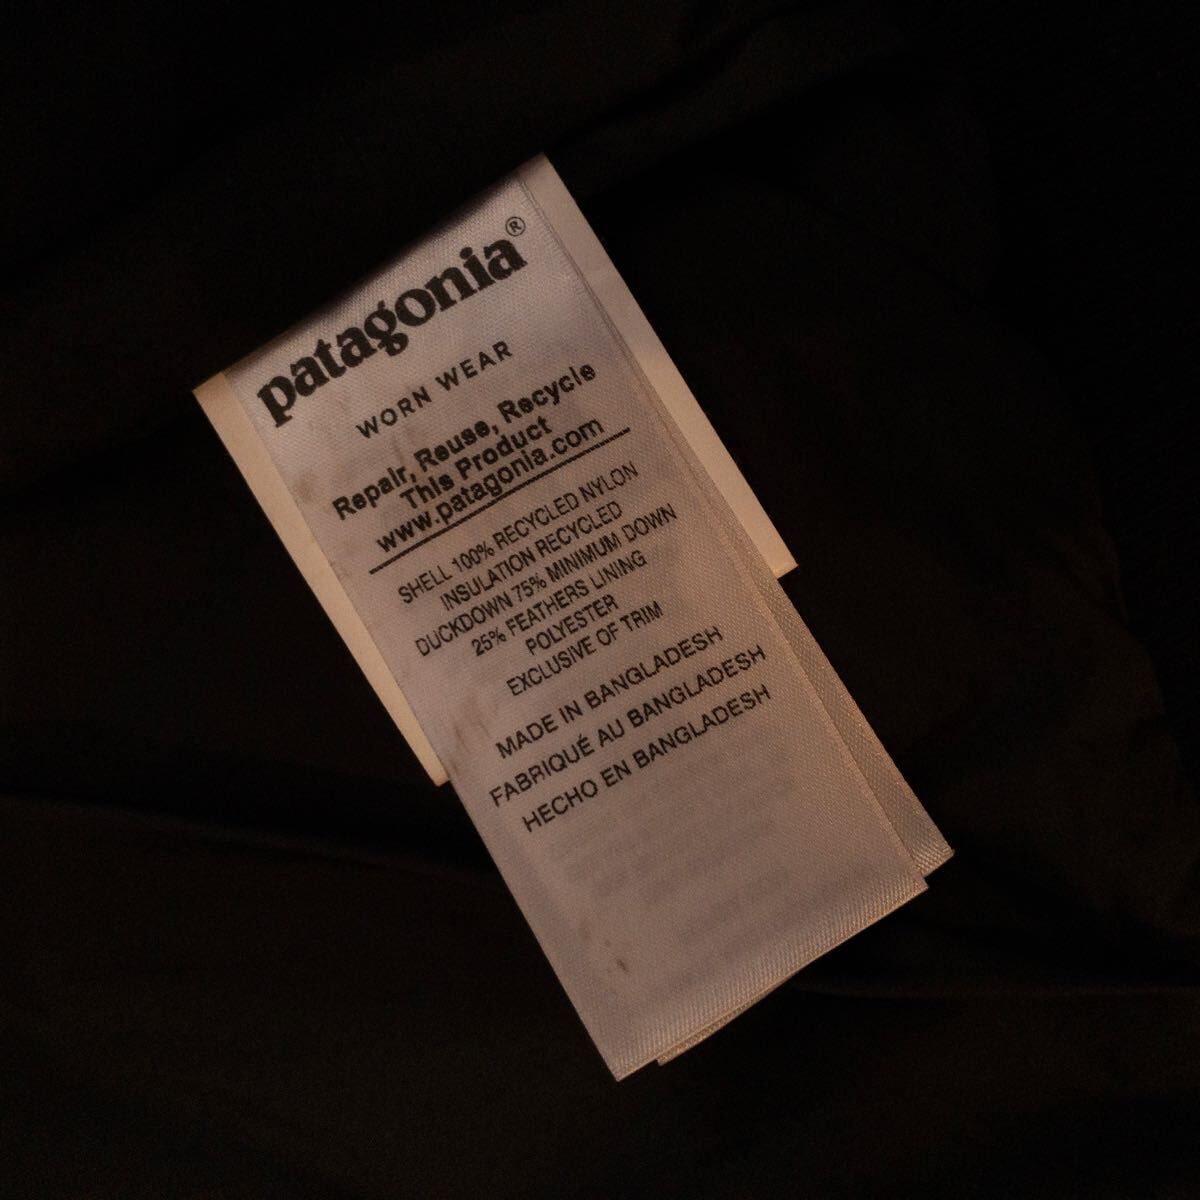 patagonia®
WORN WEAR
Repair, Reuse, Recycle
This Product
www.patagonia.com
SHELL 100% RECYCLED NYLON
INSULATION RECYCLED
DUCKDOWN 75% MINIMUM DOWN
25% FEATHERS LINING
POLYESTER
EXCLUSIVE OF TRIM
MADE IN BANGLADESH
FABRIQUÉ AU BANGLADESH
HECHO EN BANGLADESH